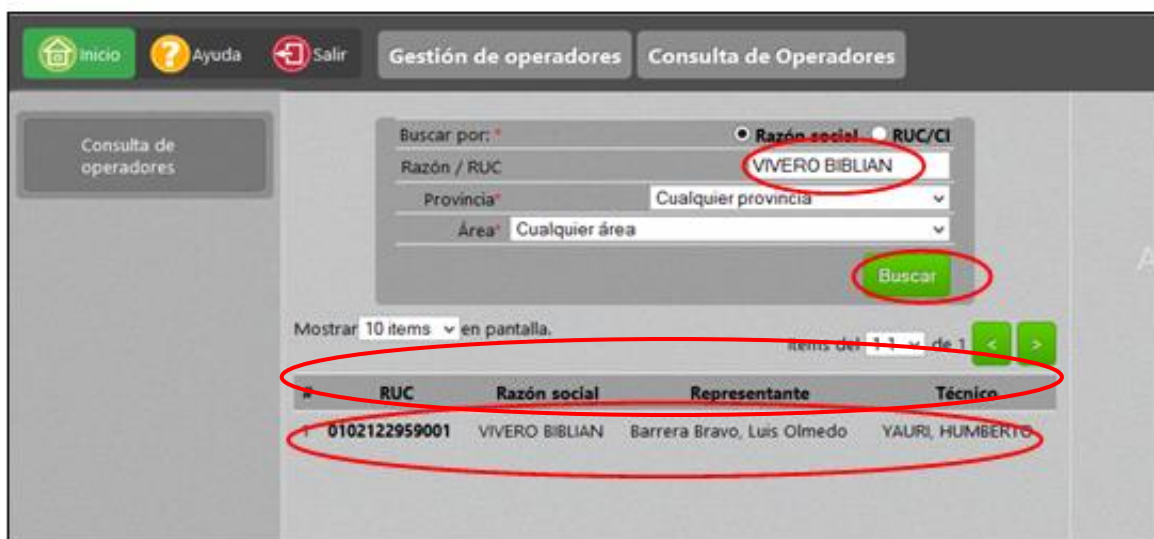 Inicio ? Ayuda Salir Gestión de operadores Consulta de Operadores
Consulta de
operadores
Buscar por: * Razón social RUC/CI
Razón / RUC VIVERO BIBLIAN
Provincia* Cualquier provincia
Área* Cualquier área
Buscar
Mostrar 10 items en pantalla.
items del 1-1 de 1 < >
# RUC Razón social Representante Técnico
1 0102122959001 VIVERO BIBLIAN Barrera Bravo, Luis Olmedo YAURI, HUMBERTO
A